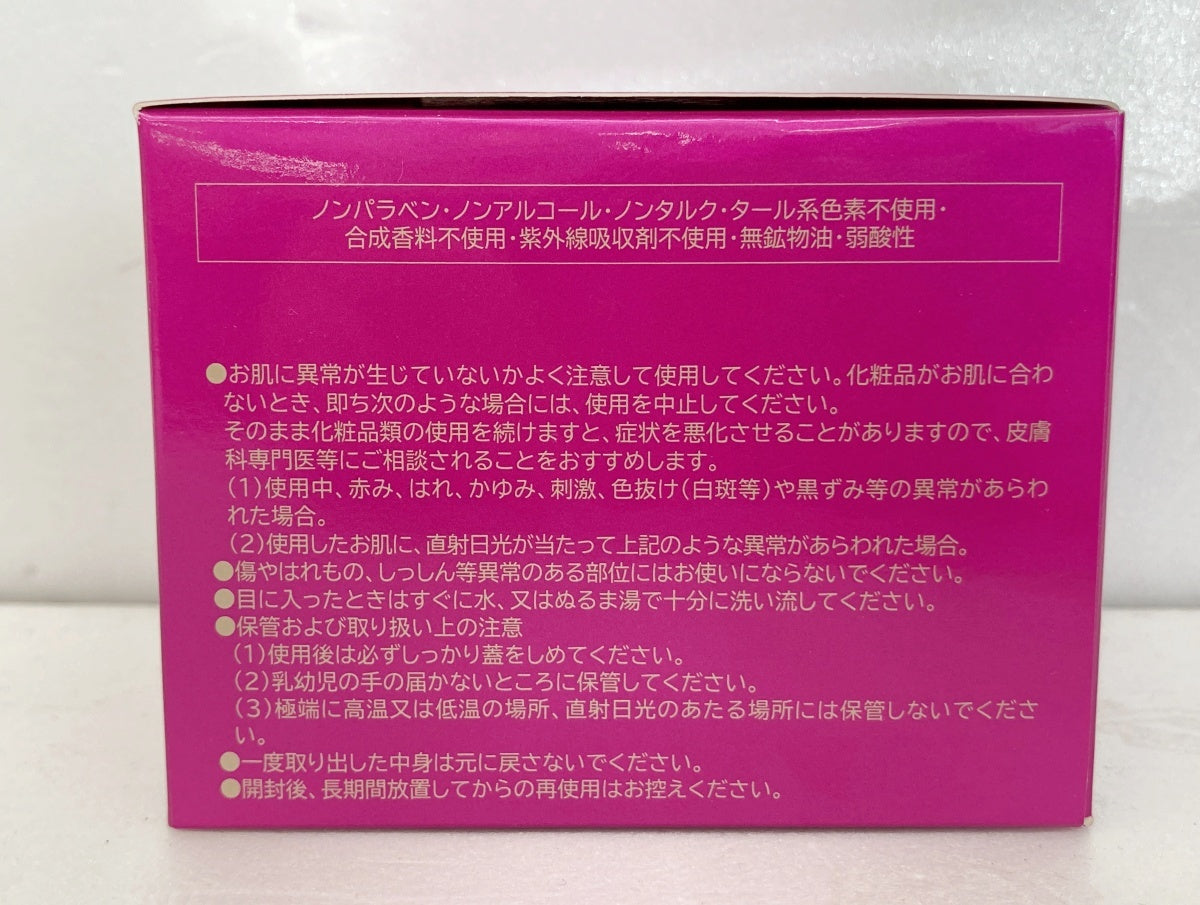 ノンパラベン・ノンアルコール・ノンタルク・タール系色素不使用・
合成香料不使用・紫外線吸収剤不使用・無鉱物油・弱酸性
●お肌に異常が生じていないかよく注意して使用してください。化粧品がお肌に合わ
ないとき、即ち次のような場合には、使用を中止してください。
そのまま化粧品類の使用を続けますと、症状を悪化させることがありますので、皮膚
科専門医等にご相談されることをおすすめします。
(1)使用中、赤み、はれ、かゆみ、刺激、色抜け(白斑等)や黒ずみ等の異常があらわ
れた場合。
(2)使用したお肌に、直射日光が当たって上記のような異常があらわれた場合。
●傷やはれもの、しっしん等異常のある部位にはお使いにならないでください。
●目に入ったときはすぐに水、又はぬるま湯で十分に洗い流してください。
●保管および取り扱い上の注意
(1)使用後は必ずしっかり蓋をしめてください。
(2)乳幼児の手の届かないところに保管してください。
(3)極端に高温又は低温の場所、直射日光のあたる場所には保管しないでくださ
い。
●一度取り出した中身は元に戻さないでください。
●開封後、長期間放置してからの再使用はお控えください。